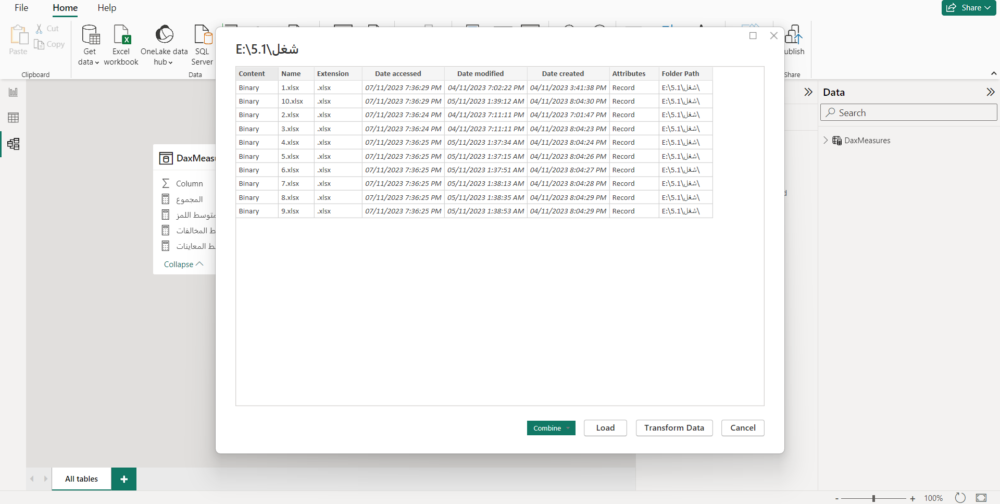 File Home Help
Share
Paste
Cut
Copy
Clipboard
Get data
Excel workbook
OneLake data hub
SQL Server
Data
ublish
Share
E:\5.1\شغل
Content Name Extension Date accessed Date modified Date created Attributes Folder Path
Binary 1.xlsx .xlsx 07/11/2023 7:36:29 PM 04/11/2023 7:02:22 PM 04/11/2023 3:41:38 PM Record E:\5.1\شغل\
Binary 10.xlsx .xlsx 07/11/2023 7:36:29 PM 05/11/2023 1:39:12 AM 04/11/2023 8:04:30 PM Record E:\5.1\شغل\
Binary 2.xlsx .xlsx 07/11/2023 7:36:24 PM 04/11/2023 7:11:11 PM 04/11/2023 7:01:47 PM Record E:\5.1\شغل\
Binary 3.xlsx .xlsx 07/11/2023 7:36:24 PM 04/11/2023 7:11:11 PM 04/11/2023 8:04:23 PM Record E:\5.1\شغل\
Binary 4.xlsx .xlsx 07/11/2023 7:36:25 PM 05/11/2023 1:37:34 AM 04/11/2023 8:04:24 PM Record E:\5.1\شغل\
Binary 5.xlsx .xlsx 07/11/2023 7:36:25 PM 05/11/2023 1:37:15 AM 04/11/2023 8:04:26 PM Record E:\5.1\شغل\
Binary 6.xlsx .xlsx 07/11/2023 7:36:25 PM 05/11/2023 1:37:51 AM 04/11/2023 8:04:27 PM Record E:\5.1\شغل\
Binary 7.xlsx .xlsx 07/11/2023 7:36:25 PM 05/11/2023 1:38:13 AM 04/11/2023 8:04:28 PM Record E:\5.1\شغل\
Binary 8.xlsx .xlsx 07/11/2023 7:36:25 PM 05/11/2023 1:38:35 AM 04/11/2023 8:04:29 PM Record E:\5.1\شغل\
Binary 9.xlsx .xlsx 07/11/2023 7:36:25 PM 05/11/2023 1:38:53 AM 04/11/2023 8:04:29 PM Record E:\5.1\شغل\
Combine Load Transform Data Cancel
DaxMeasu
Column
المجموع
متوسط اللمز
ط المخالفات
ط المعاينات
Collapse
Data
Search
DaxMeasures
All tables +
- + 100%